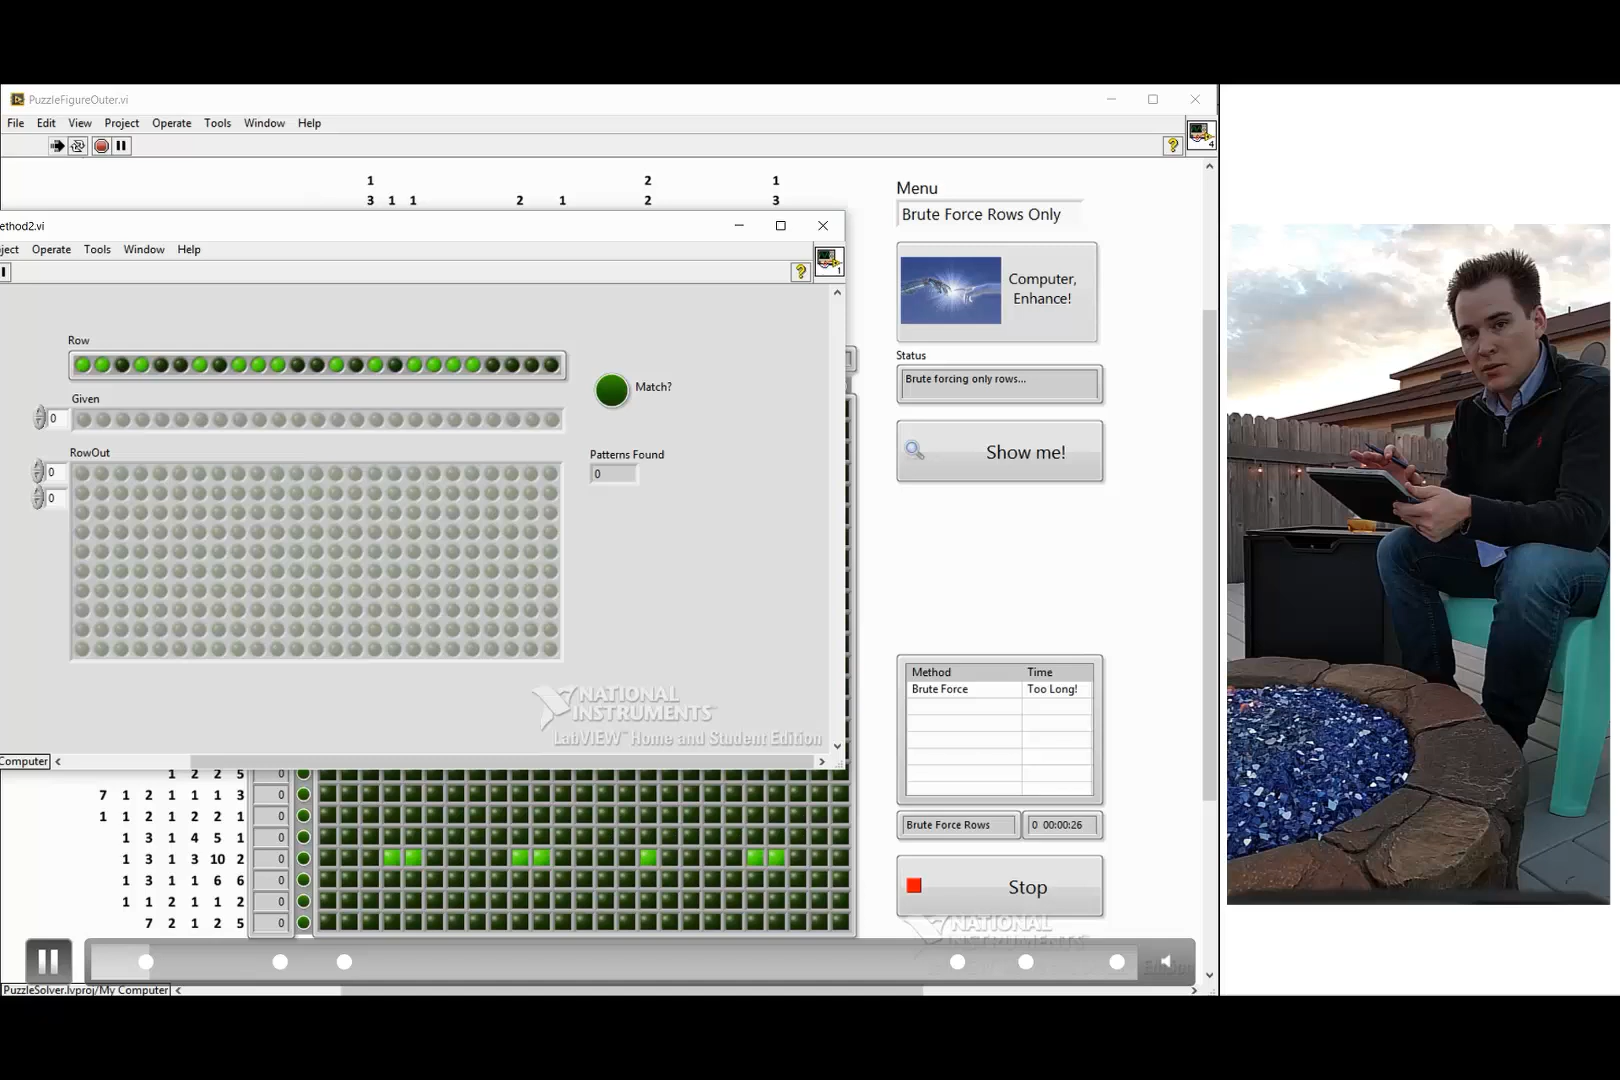 PuzzleFigureOuter.vi
File Edit View Project Operate Tools Window Help
4
1 2 1
3 1 1 2 1 2 3
Menu
Brute Force Rows Only
ethod2.vi
ject Operate Tools Window Help
1
Computer,
Enhance!
Row
Match?
Given
0
RowOut
0
0
Patterns Found
0
Status
Brute forcing only rows...
Show me!
NATIONAL
INSTRUMENTS™
LabVIEW™ Home and Student Edition
Computer
Method Time
Brute Force Too Long!
1 2 2 5 0
7 1 2 1 1 1 3 0
1 1 2 1 2 2 1 0
1 3 1 4 5 1 0
1 3 1 3 10 2 0
1 3 1 1 6 6 0
1 1 2 1 1 2 0
7 2 1 2 5 0
Brute Force Rows 0 00:00:26
Stop
NATIONAL
INSTRUMENTS
PuzzleSolver.lvproj/My Computer